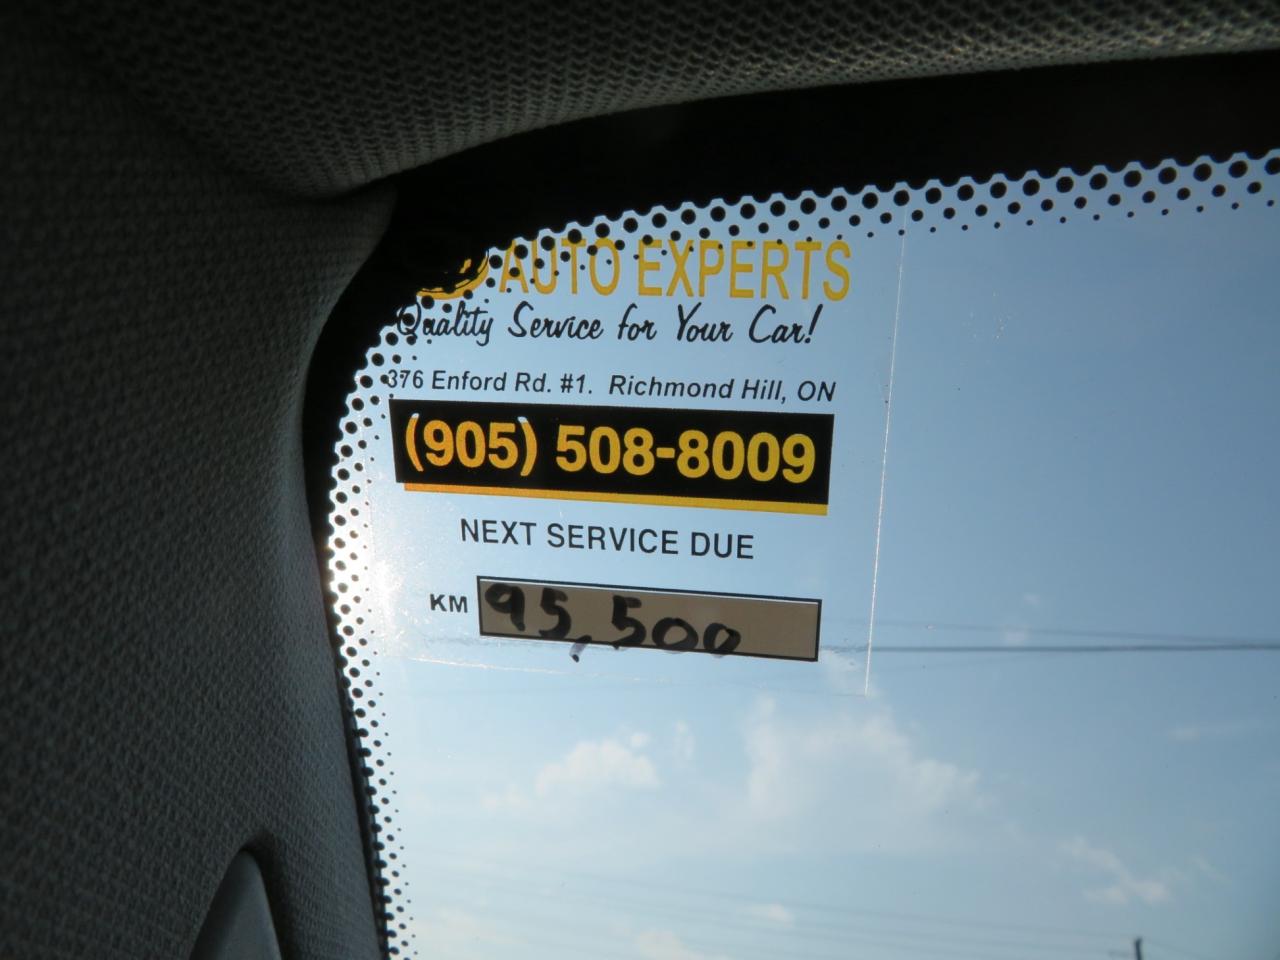 AUTO EXPERTS
Quality Service for Your Car!
376 Enford Rd. #1. Richmond Hill, ON
(905) 508-8009
NEXT SERVICE DUE
KM 95,500